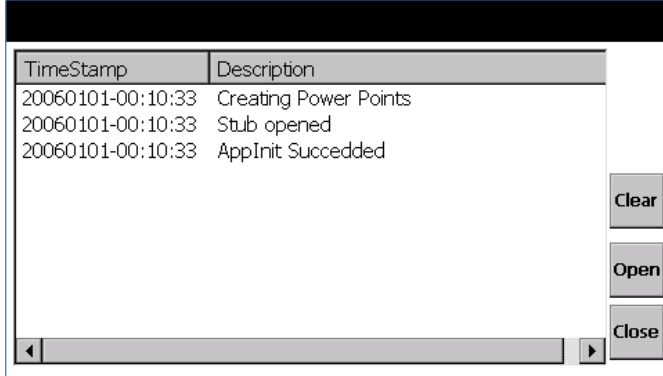 TimeStamp Description
20060101-00:10:33 Creating Power Points
20060101-00:10:33 Stub opened
20060101-00:10:33 AppInit Succedded
Clear
Open
Close